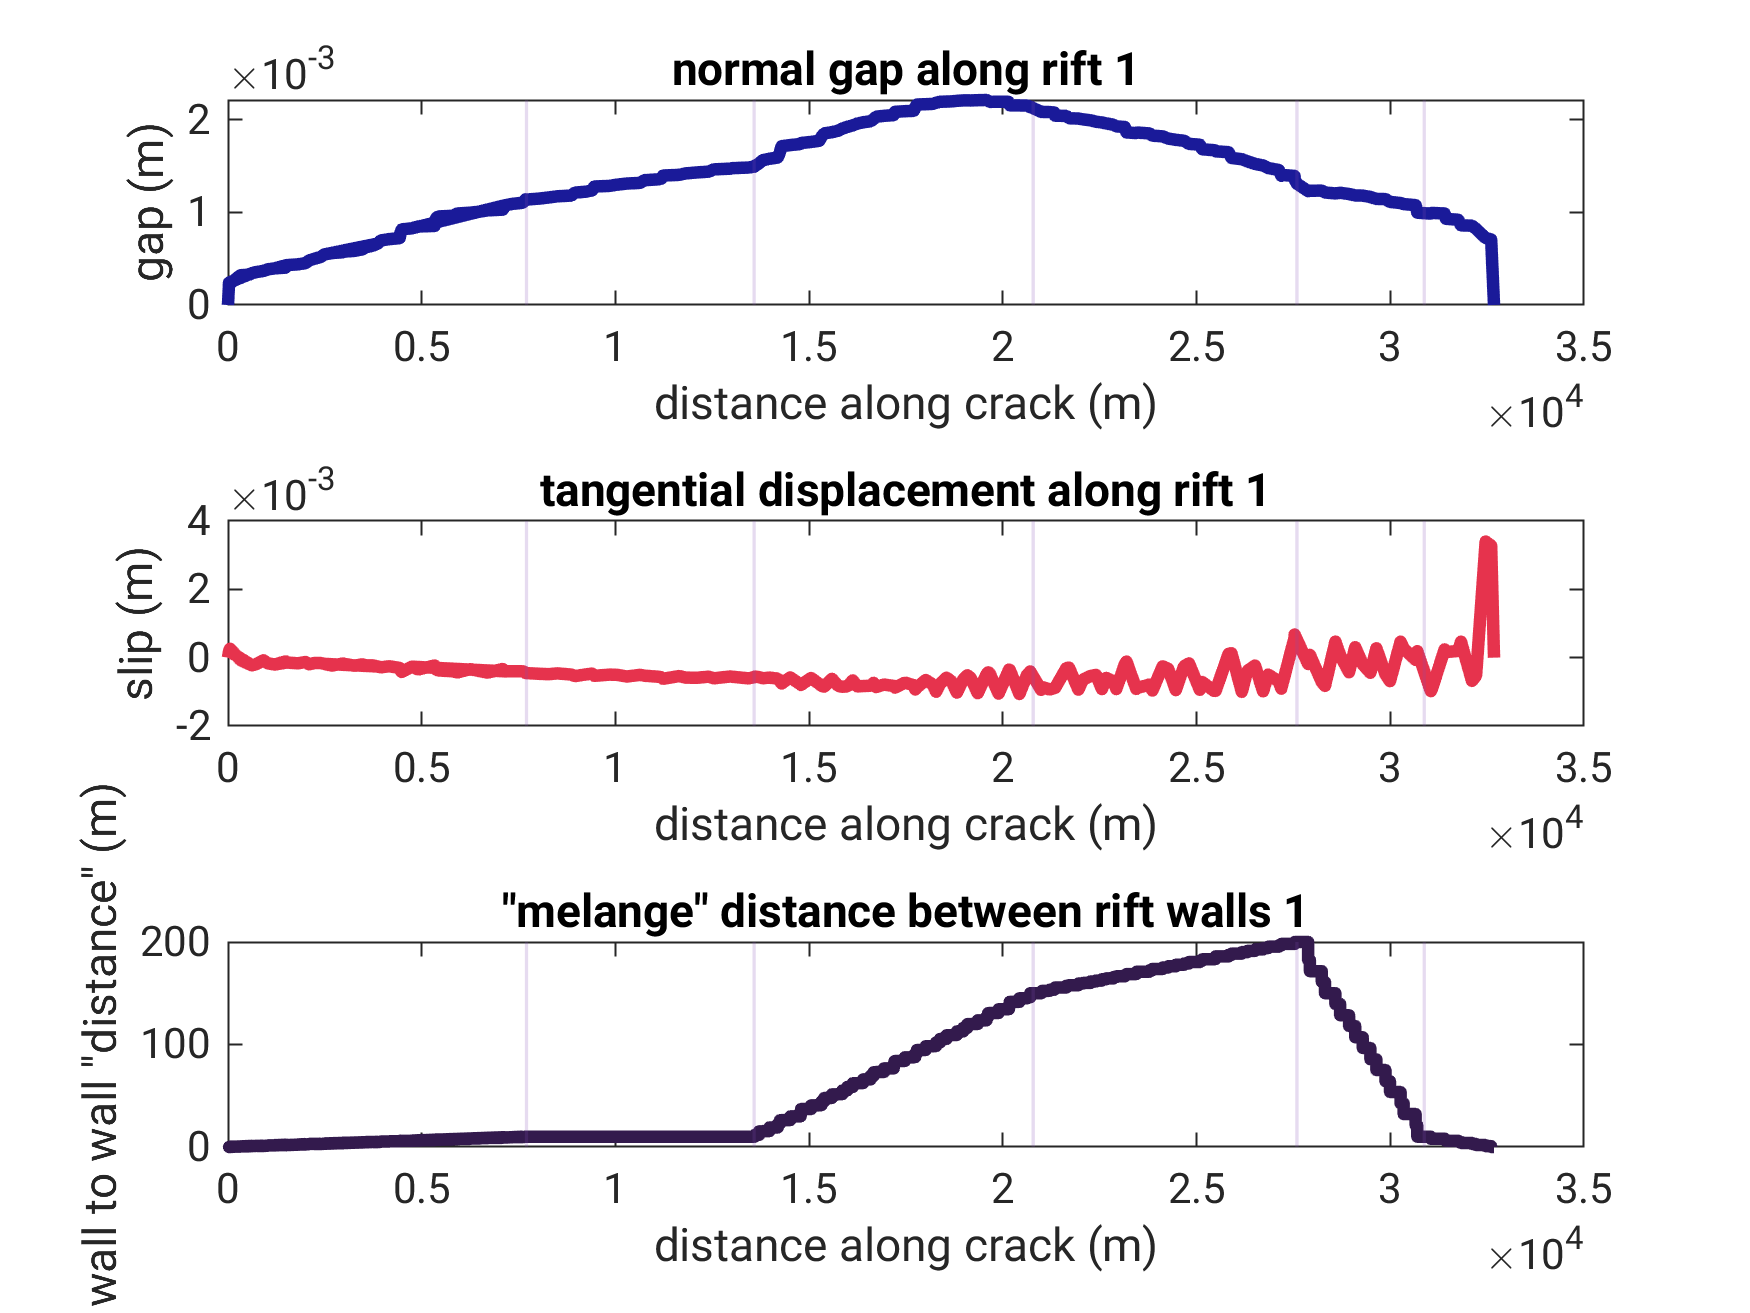 ×10-3
normal gap along rift 1
gap (m)
2
1
0
0 0.5 1 1.5 2 2.5 3 3.5
distance along crack (m)
×104
×10-3
tangential displacement along rift 1
slip (m)
4
2
0
-2
0 0.5 1 1.5 2 2.5 3 3.5
distance along crack (m)
×104
"melange" distance between rift walls 1
wall to wall "distance" (m)
200
100
0
0 0.5 1 1.5 2 2.5 3 3.5
distance along crack (m)
×104